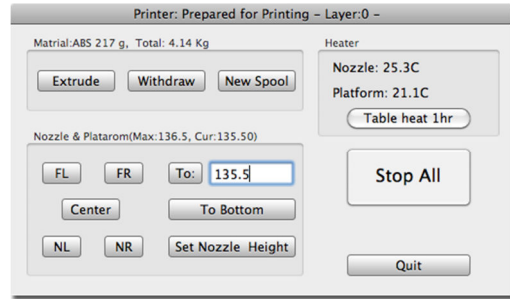 Printer: Prepared for Printing – Layer:0 –
Matrial:ABS 217 g, Total: 4.14 Kg
Extrude Withdraw New Spool
Heater
Nozzle: 25.3C
Platform: 21.1C
Table heat 1hr
Nozzle & Platarom(Max:136.5, Cur:135.50)
FL FR To: 135.5
Center To Bottom
NL NR Set Nozzle Height
Stop All
Quit